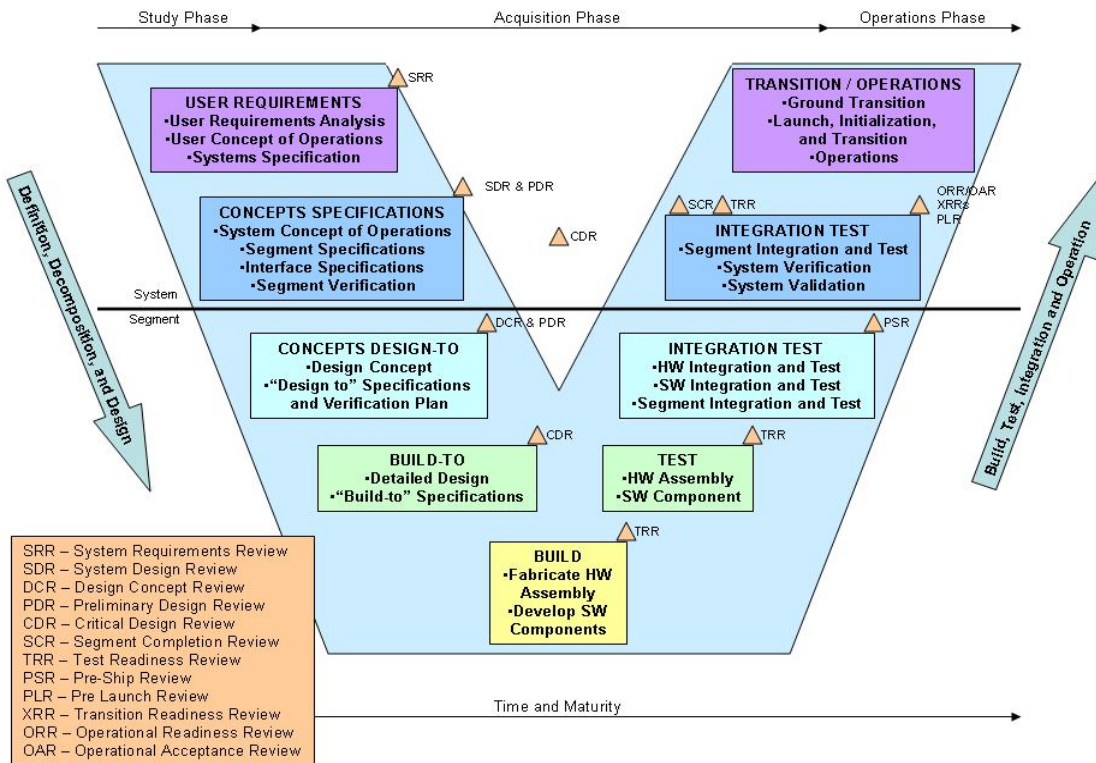 Study Phase
Acquisition Phase
Operations Phase
SRR
USER REQUIREMENTS
•User Requirements Analysis
•User Concept of Operations
•Systems Specification
TRANSITION / OPERATIONS
•Ground Transition
•Launch, Initialization,
and Transition
•Operations
SDR & PDR
CONCEPTS SPECIFICATIONS
•System Concept of Operations
•Segment Specifications
•Interface Specifications
•Segment Verification
CDR
SCR
TRR
ORR/OAR
XRRs
PLR
INTEGRATION TEST
•Segment Integration and Test
•System Verification
•System Validation
Definition, Decomposition, and Design
Build, Test, Integration and Operation
System
Segment
DCR & PDR
CONCEPTS DESIGN-TO
•Design Concept
•“Design to” Specifications
and Verification Plan
PSR
INTEGRATION TEST
•HW Integration and Test
•SW Integration and Test
•Segment Integration and Test
CDR
BUILD-TO
•Detailed Design
•“Build-to” Specifications
TRR
TEST
•HW Assembly
•SW Component
TRR
BUILD
•Fabricate HW
Assembly
•Develop SW
Components
SRR – System Requirements Review
SDR – System Design Review
DCR – Design Concept Review
PDR – Preliminary Design Review
CDR – Critical Design Review
SCR – Segment Completion Review
TRR – Test Readiness Review
PSR – Pre-Ship Review
PLR – Pre Launch Review
XRR – Transition Readiness Review
ORR – Operational Readiness Review
OAR – Operational Acceptance Review
Time and Maturity